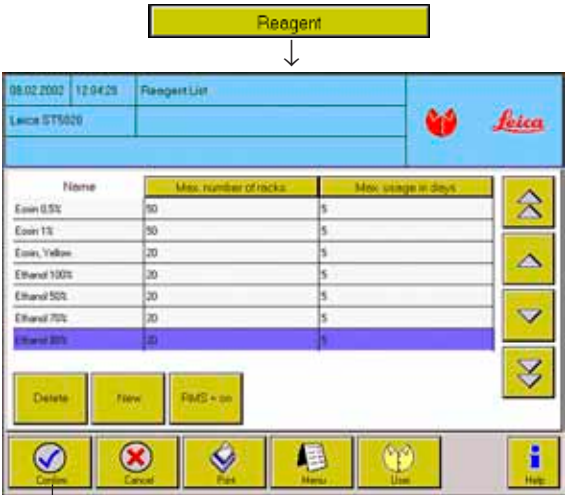 Reagent
08.02.2002 12:04:28 Reagent List
Leica ST5020
Leica
Name Max. number of racks Max. usage in days
Eosin 0.5% 50 5
Eosin 1% 50 5
Eosin, Yellow 20 5
Ethanol 100% 20 5
Ethanol 50% 20 5
Ethanol 70% 20 5
Ethanol 20 5
Delete New RMS = on
Confirm Cancel Print Menu User Help